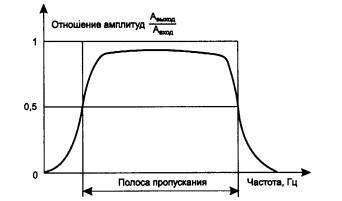 Отношение амплитуд Aвыход
Aвход
1
0,5
0
Полоса пропускания
Частота, Гц